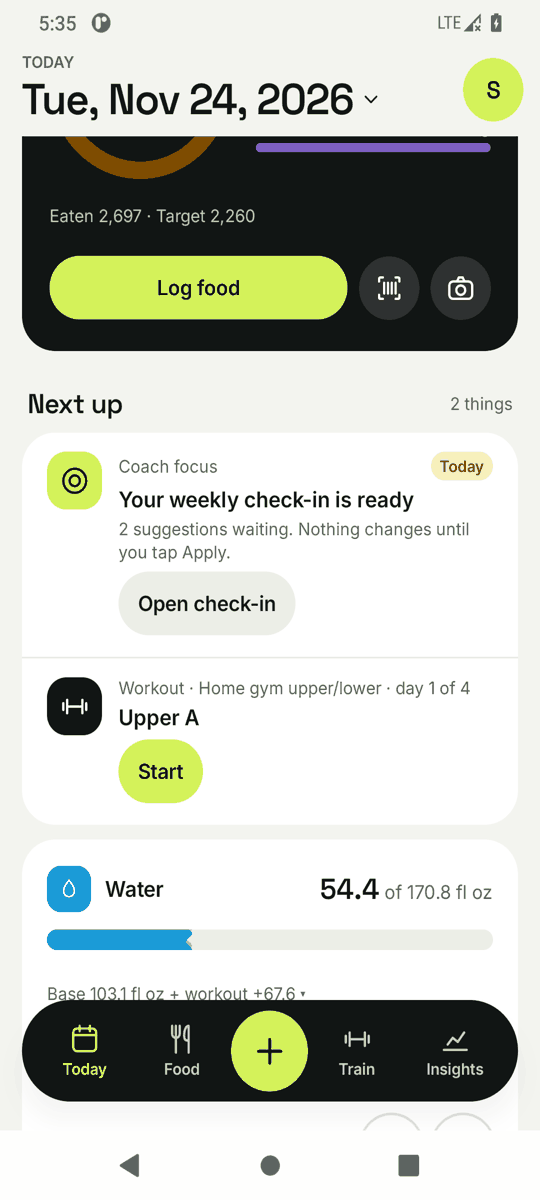 5:35
LTE
TODAY
Tue, Nov 24, 2026
S
Eaten 2,697 · Target 2,260
Log food
Next up
2 things
Coach focus
Today
Your weekly check-in is ready
2 suggestions waiting. Nothing changes until
you tap Apply.
Open check-in
Workout · Home gym upper/lower · day 1 of 4
Upper A
Start
Water
54.4 of 170.8 fl oz
Base 103.1 fl oz + workout +67.6
Today
Food
Train
Insights